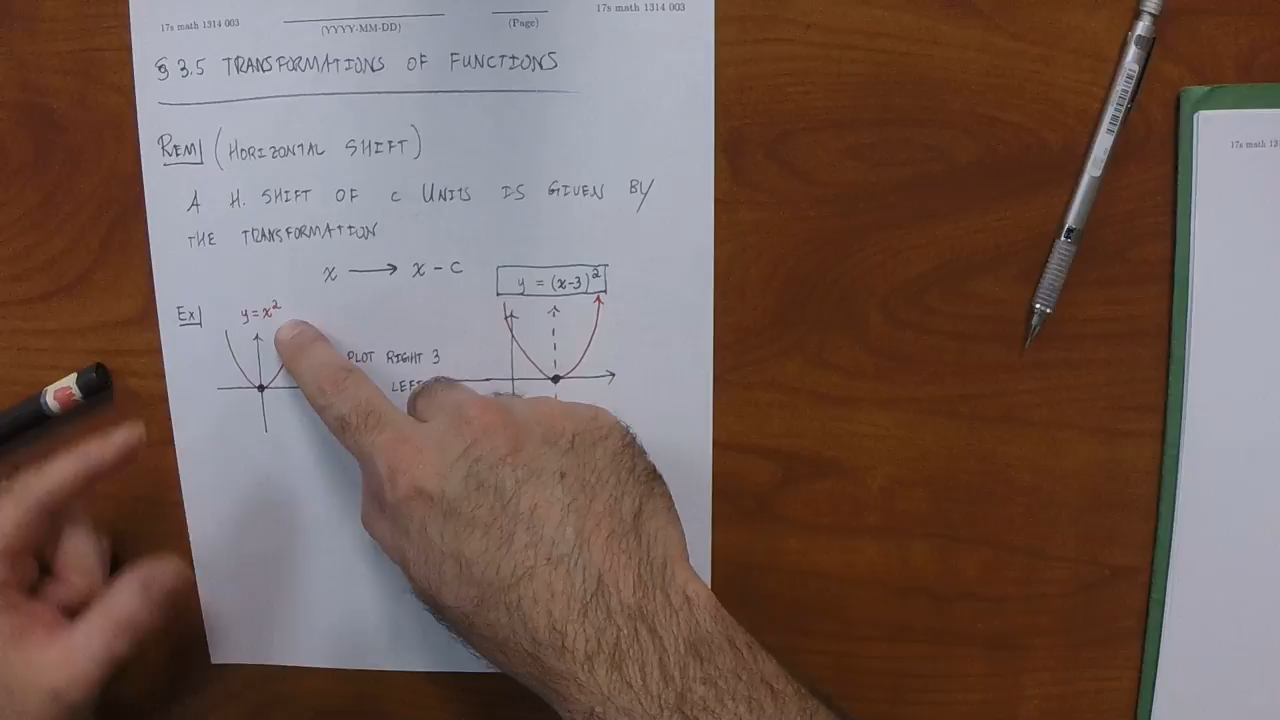 17s math 1314 003
(YYYY-MM-DD)
(Page)
17s math 1314 003
§ 3.5 TRANSFORMATIONS OF FUNCTIONS
REM (HORIZONTAL SHIFT)
A H. SHIFT OF c UNITS IS GIVEN BY
THE TRANSFORMATION
x → x - c
y = (x-3)²
Ex
y=x²
PLOT RIGHT 3
LEFT
17s math 13